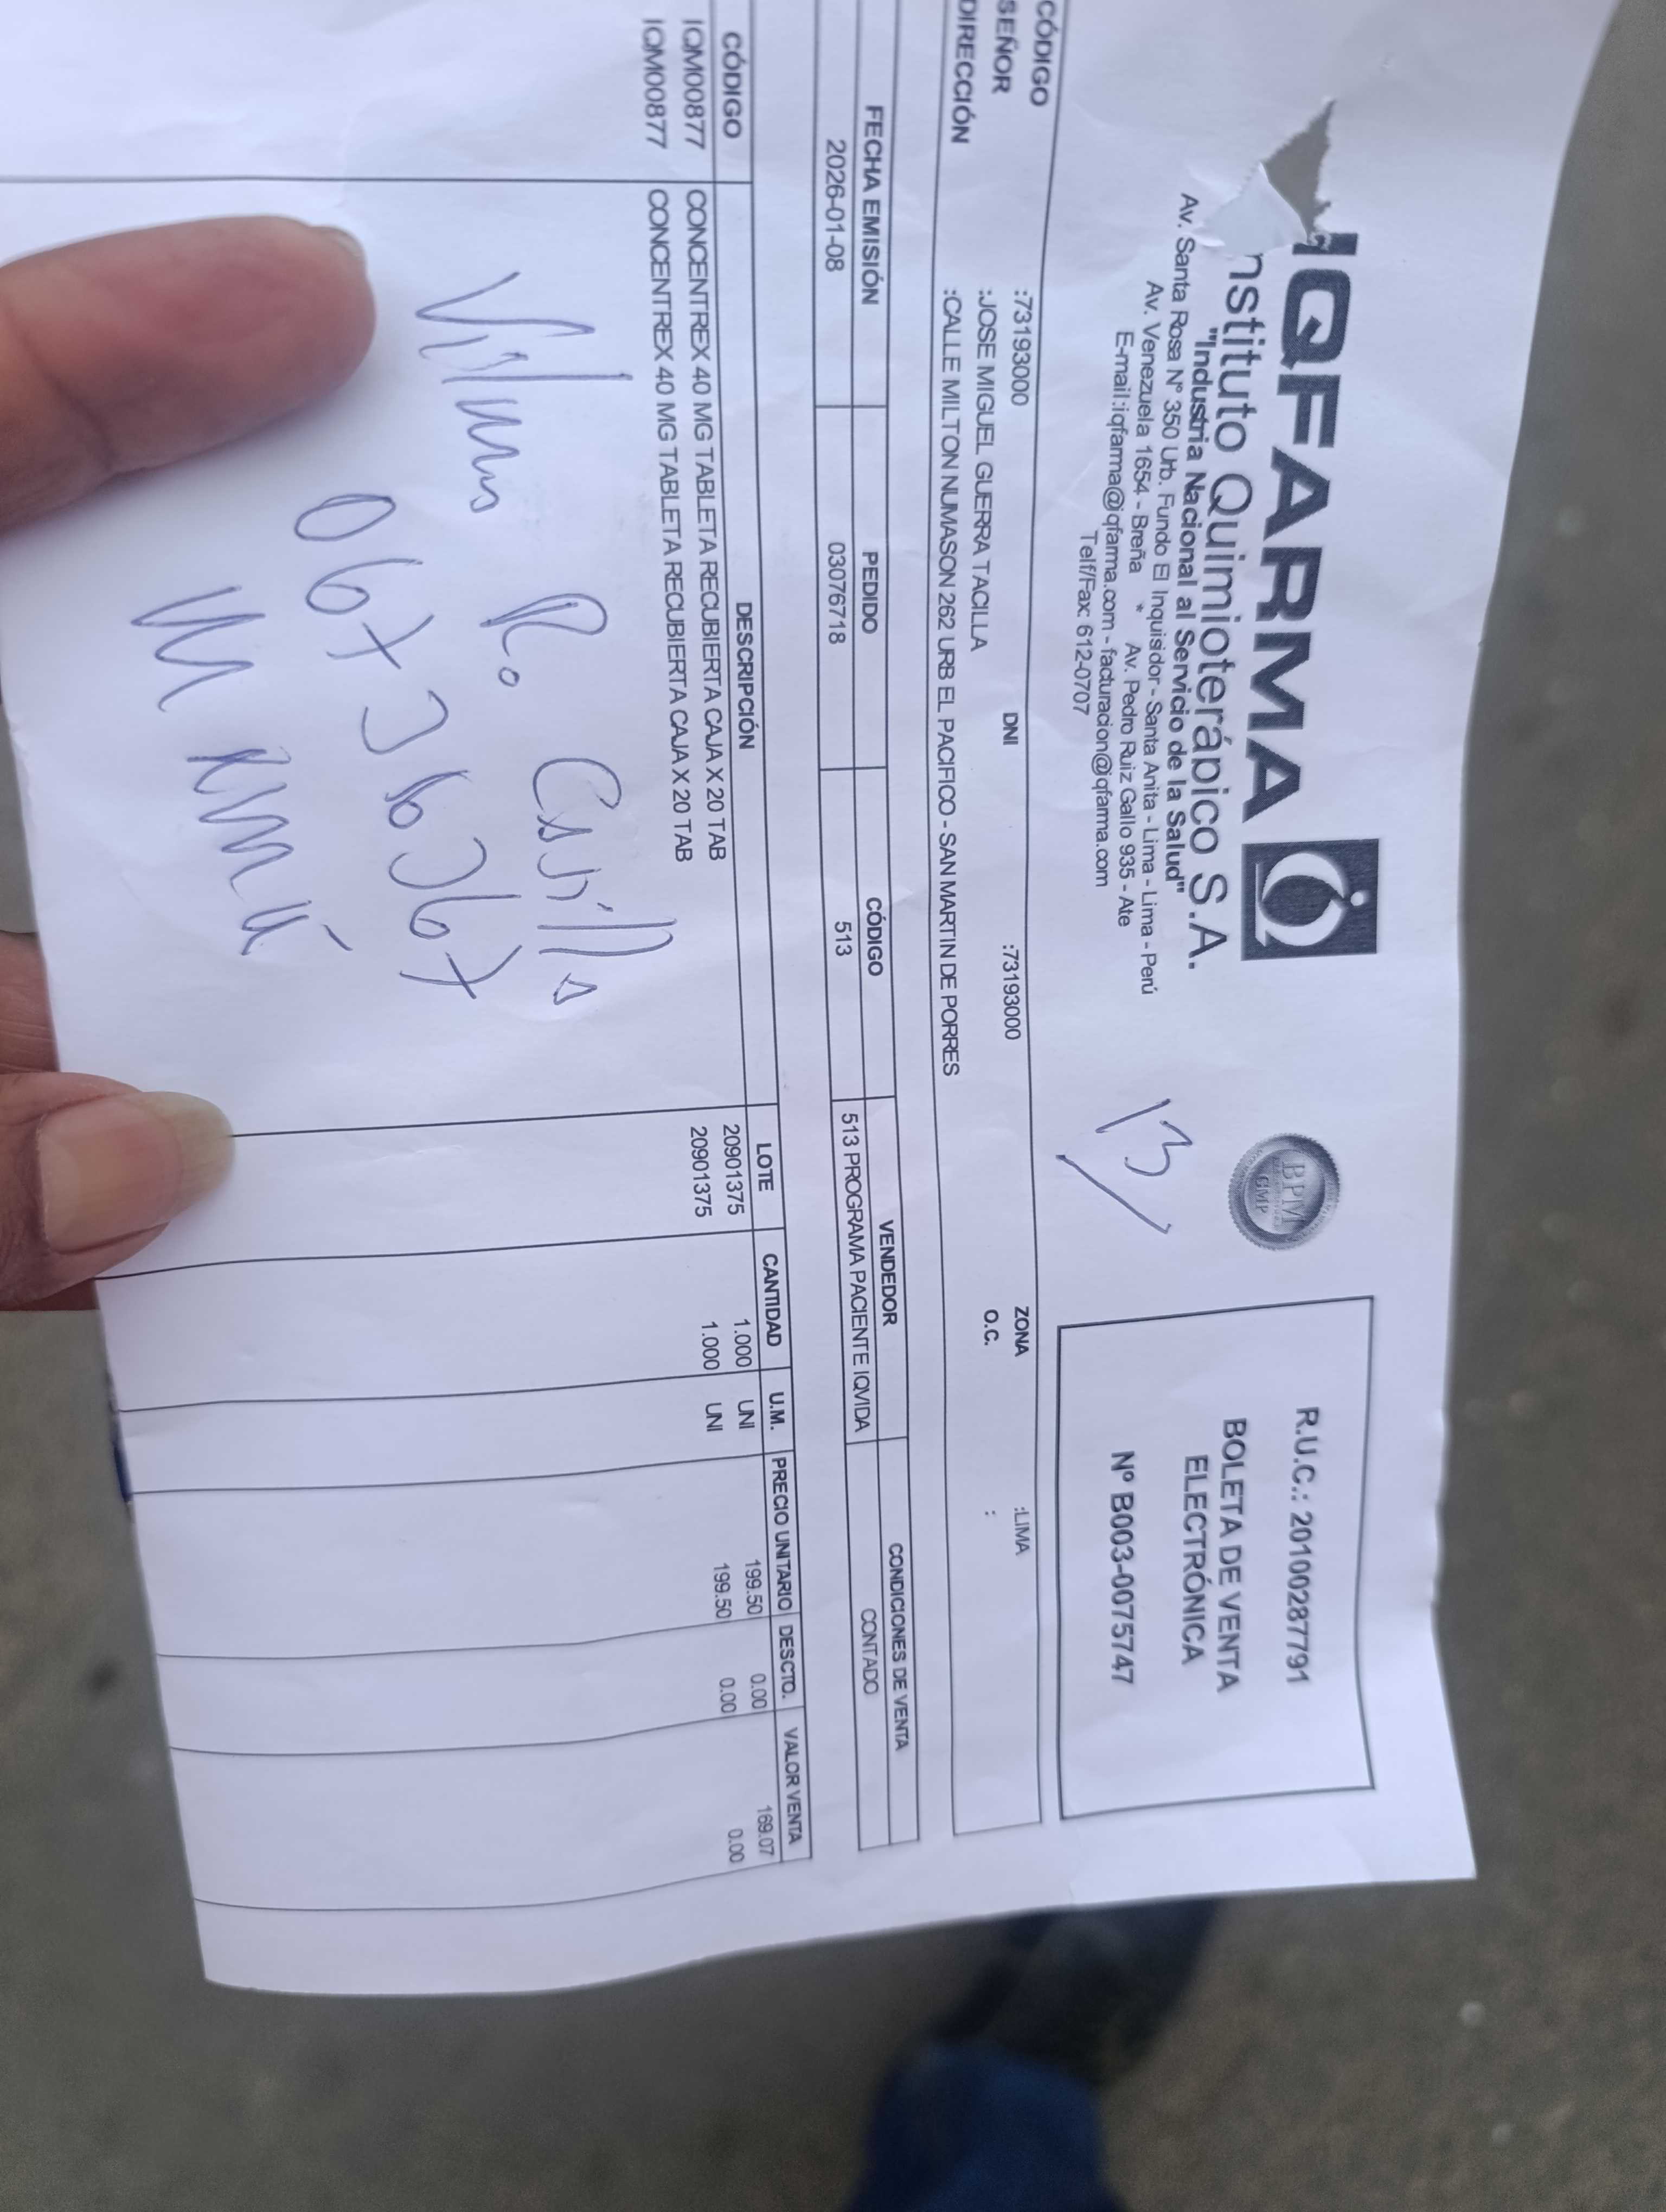 IQFARMA
nstituto Quimioterápico S.A.
"Industria Nacional al Servicio de la Salud"
Av. Santa Rosa Nº 350 Urb. Fundo El Inquisidor - Santa Anita - Lima - Lima - Perú
Av. Venezuela 1654 - Breña * Av. Pedro Ruiz Gallo 935 - Ate
E-mail:iqfarma@iqfarma.com - facturacion@iqfarma.com
Telf/Fax: 612-0707
BPM
GMP
13
R.U.C.: 20100287791
BOLETA DE VENTA
ELECTRÓNICA
Nº B003-0075747
CÓDIGO :73193000 DNI :73193000 ZONA :LIMA
SEÑOR :JOSE MIGUEL GUERRA TACILLA O.C. :
DIRECCIÓN :CALLE MILTON NUMASON 262 URB EL PACIFICO - SAN MARTIN DE PORRES
FECHA EMISIÓN PEDIDO CÓDIGO VENDEDOR CONDICIONES DE VENTA
2026-01-08 03076718 513 513 PROGRAMA PACIENTE IQVIDA CONTADO
CÓDIGO DESCRIPCIÓN LOTE CANTIDAD U.M. PRECIO UNITARIO DESCTO. VALOR VENTA
IQM00877 CONCENTREX 40 MG TABLETA RECUBIERTA CAJA X 20 TAB 20901375 1.000 UNI 199.50 0.00 169.07
IQM00877 CONCENTREX 40 MG TABLETA RECUBIERTA CAJA X 20 TAB 20901375 1.000 UNI 199.50 0.00 0.00
R. Castillo